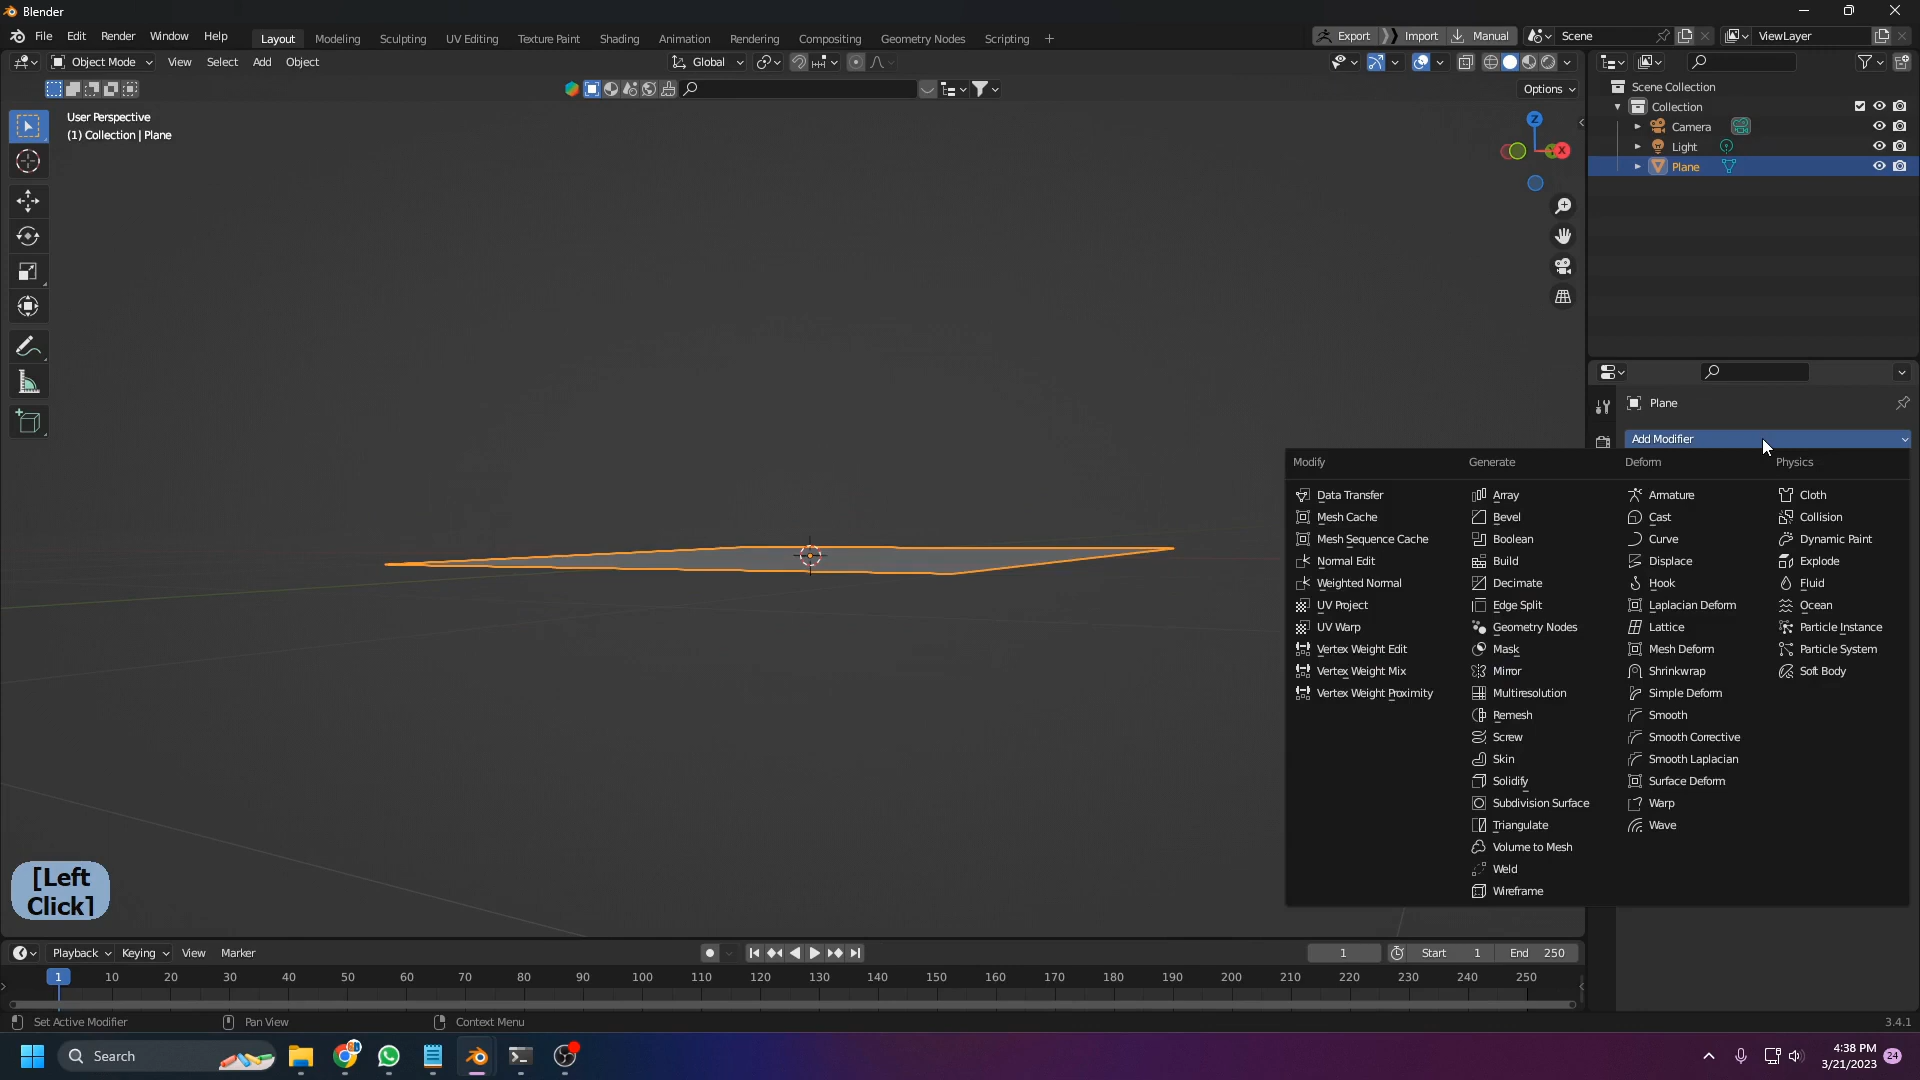 Blender
File Edit Render Window Help Layout Modeling Sculpting UV Editing Texture Paint Shading Animation Rendering Compositing Geometry Nodes Scripting + Export Import Manual Scene ViewLayer
Object Mode View Select Add Object Global
Options
User Perspective
(1) Collection | Plane
Z
X
Scene Collection
Collection
Camera
Light
Plane
Plane
Add Modifier
Modify Generate Deform Physics
Data Transfer Array Armature Cloth
Mesh Cache Bevel Cast Collision
Mesh Sequence Cache Boolean Curve Dynamic Paint
Normal Edit Build Displace Explode
Weighted Normal Decimate Hook Fluid
UV Project Edge Split Laplacian Deform Ocean
UV Warp Geometry Nodes Lattice Particle Instance
Vertex Weight Edit Mask Mesh Deform Particle System
Vertex Weight Mix Mirror Shrinkwrap Soft Body
Vertex Weight Proximity Multiresolution Simple Deform
Remesh Smooth
Screw Smooth Corrective
Skin Smooth Laplacian
Solidify Surface Deform
Subdivision Surface Warp
Triangulate Wave
Volume to Mesh
Weld
Wireframe
[Left
Click]
Playback Keying View Marker 1 Start 1 End 250
1 10 20 30 40 50 60 70 80 90 100 110 120 130 140 150 160 170 180 190 200 210 220 230 240 250
Set Active Modifier Pan View Context Menu 3.4.1
Search 4:38 PM
3/21/2023 24